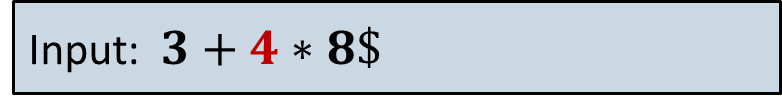 Input: 3 + 4 * 8$